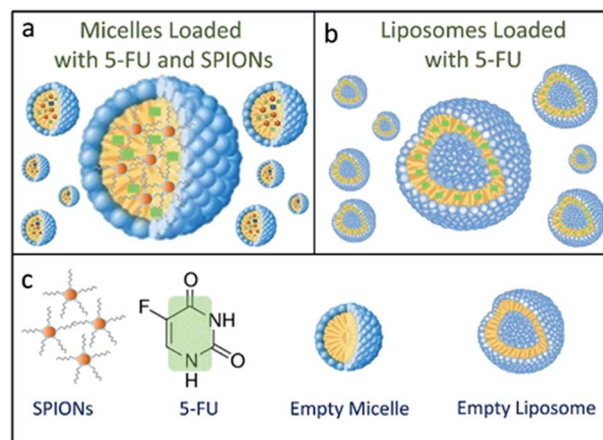 a
Micelles Loaded
with 5-FU and SPIONs
b
Liposomes Loaded
with 5-FU
c
F
O
NH
O
N
H
SPIONs
5-FU
Empty Micelle
Empty Liposome